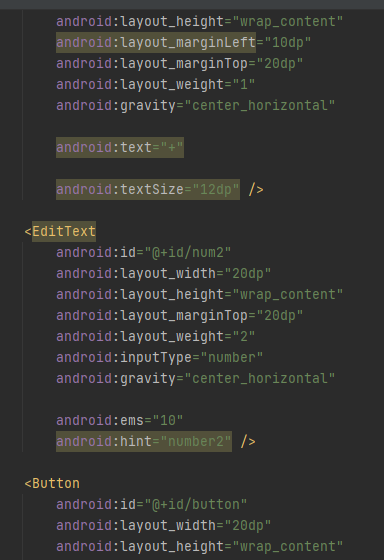 android:layout_height="wrap_content"
android:layout_marginLeft="10dp"
android:layout_marginTop="20dp"
android:layout_weight="1"
android:gravity="center_horizontal"
android:text="+"
android:textSize="12dp" />
<EditText
android:id="@+id/num2"
android:layout_width="20dp"
android:layout_height="wrap_content"
android:layout_marginTop="20dp"
android:layout_weight="2"
android:inputType="number"
android:gravity="center_horizontal"
android:ems="10"
android:hint="number2" />
<Button
android:id="@+id/button"
android:layout_width="20dp"
android:layout_height="wrap_content"